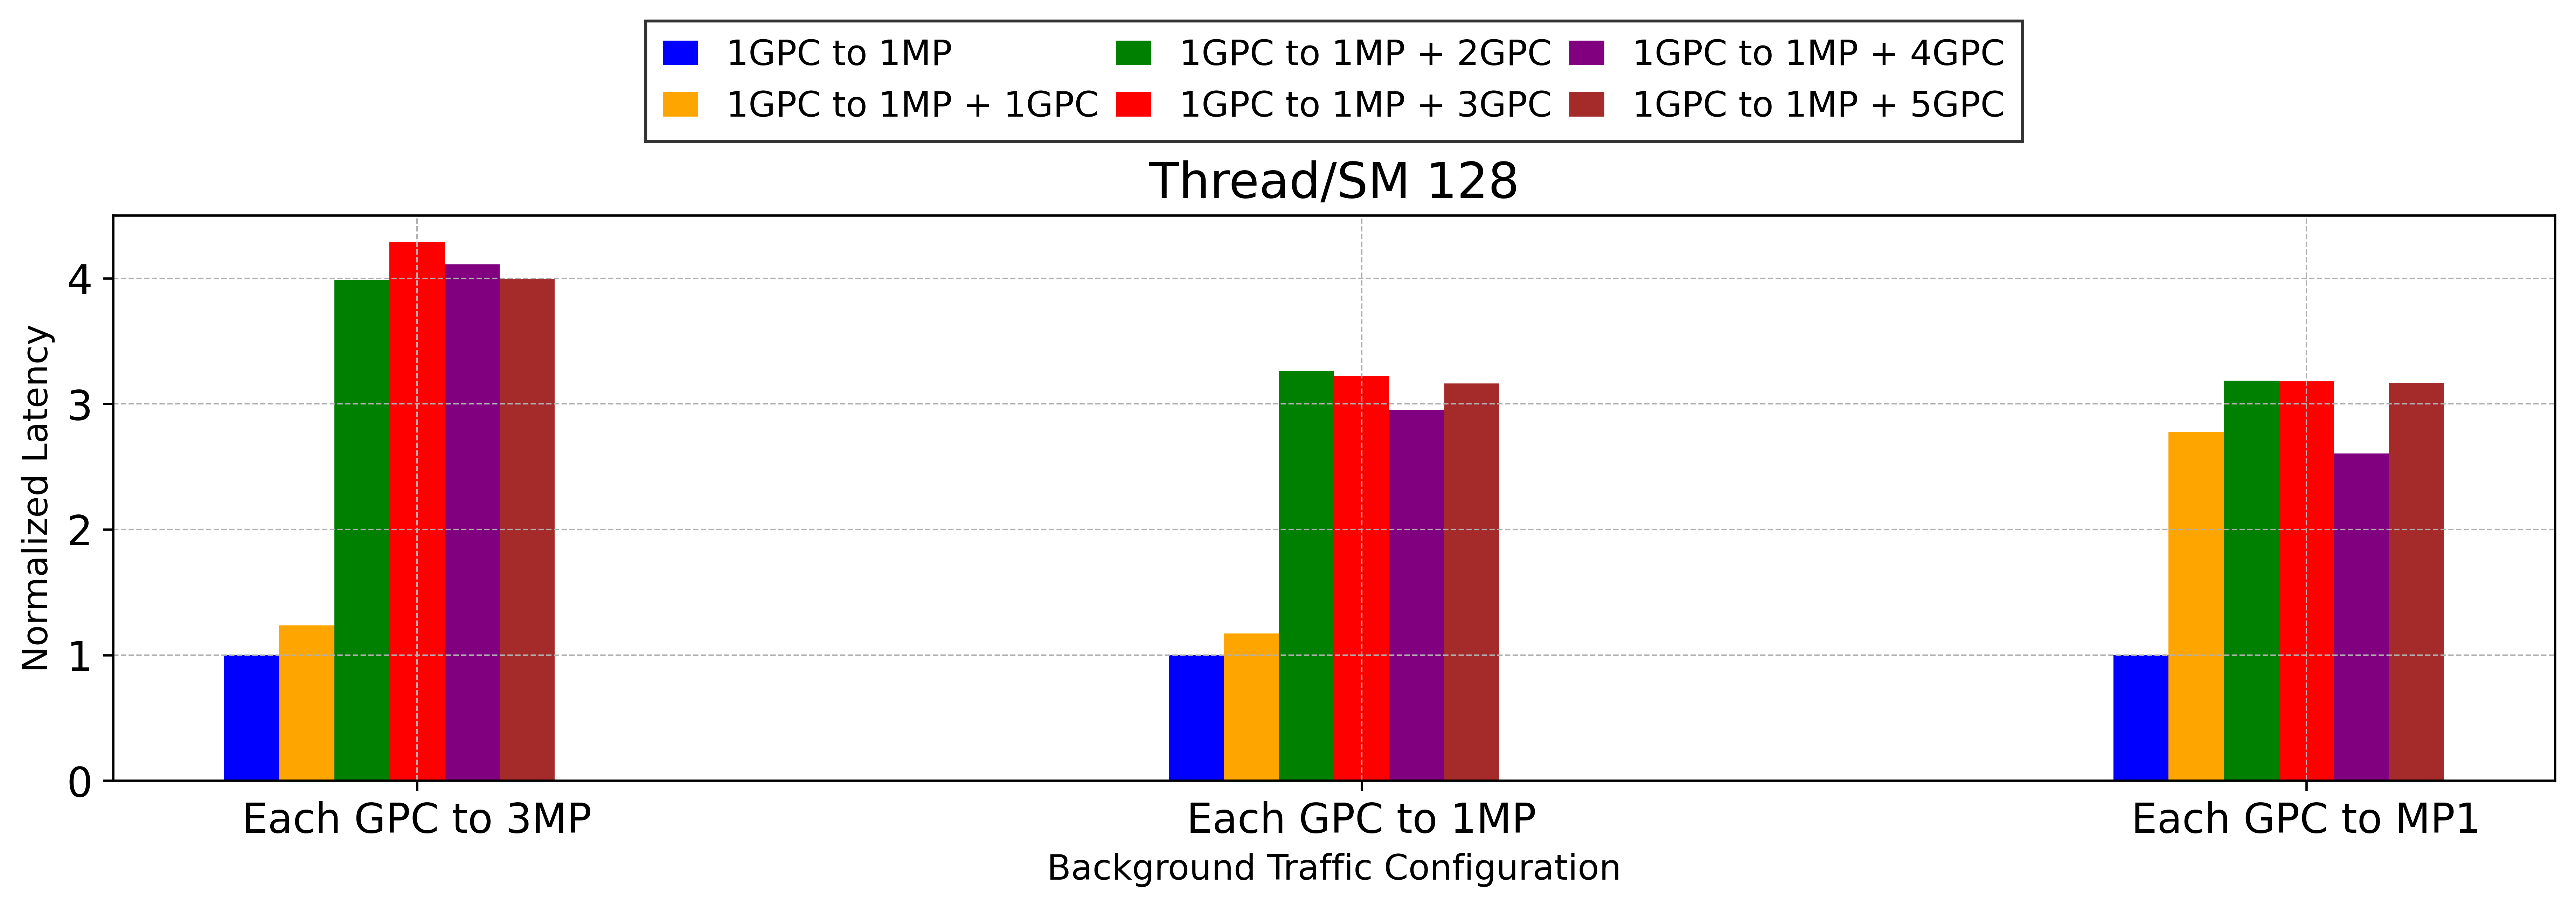 1GPC to 1MP
1GPC to 1MP + 1GPC
1GPC to 1MP + 2GPC
1GPC to 1MP + 3GPC
1GPC to 1MP + 4GPC
1GPC to 1MP + 5GPC
Thread/SM 128
Normalized Latency
4
3
2
1
0
Each GPC to 3MP
Each GPC to 1MP
Each GPC to MP1
Background Traffic Configuration